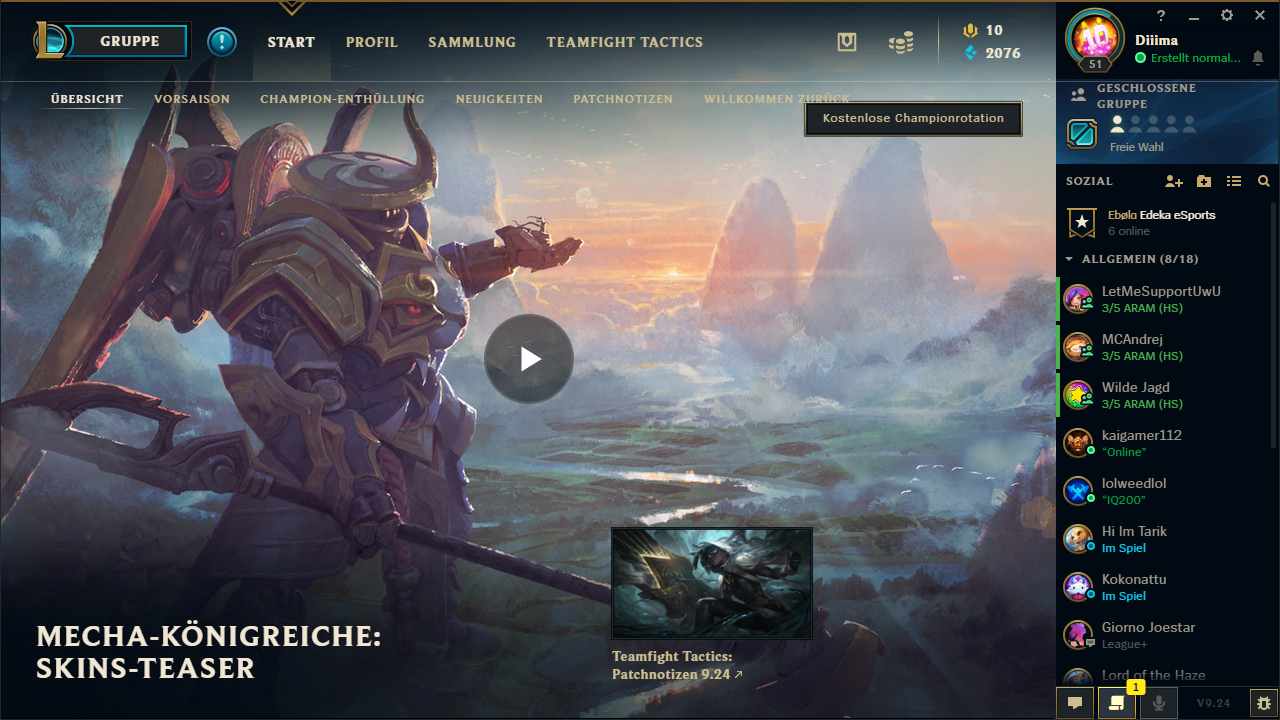 GRUPPE
START
PROFIL
SAMMLUNG
TEAMFIGHT TACTICS
10
2076
ÜBERSICHT
VORSAISON
CHAMPION-ENTHÜLLUNG
NEUIGKEITEN
PATCHNOTIZEN
WILLKOMMEN ZURÜCK
Kostenlose Championrotation
MECHA-KÖNIGREICHE:
SKINS-TEASER
Teamfight Tactics:
Patchnotizen 9.24
?
51
Diiima
Erstellt normal...
GESCHLOSSENE
GRUPPE
Freie Wahl
SOZIAL
Ebøla Edeka eSports
6 online
ALLGEMEIN (8/18)
LetMeSupportUwU
3/5 ARAM (HS)
MCAndrej
3/5 ARAM (HS)
Wilde Jagd
3/5 ARAM (HS)
kaigamer112
“Online”
lolweedlol
“IQ200”
Hi Im Tarik
Im Spiel
Kokonattu
Im Spiel
Giorno Joestar
League+
Lord of the Haze
1
V9.24